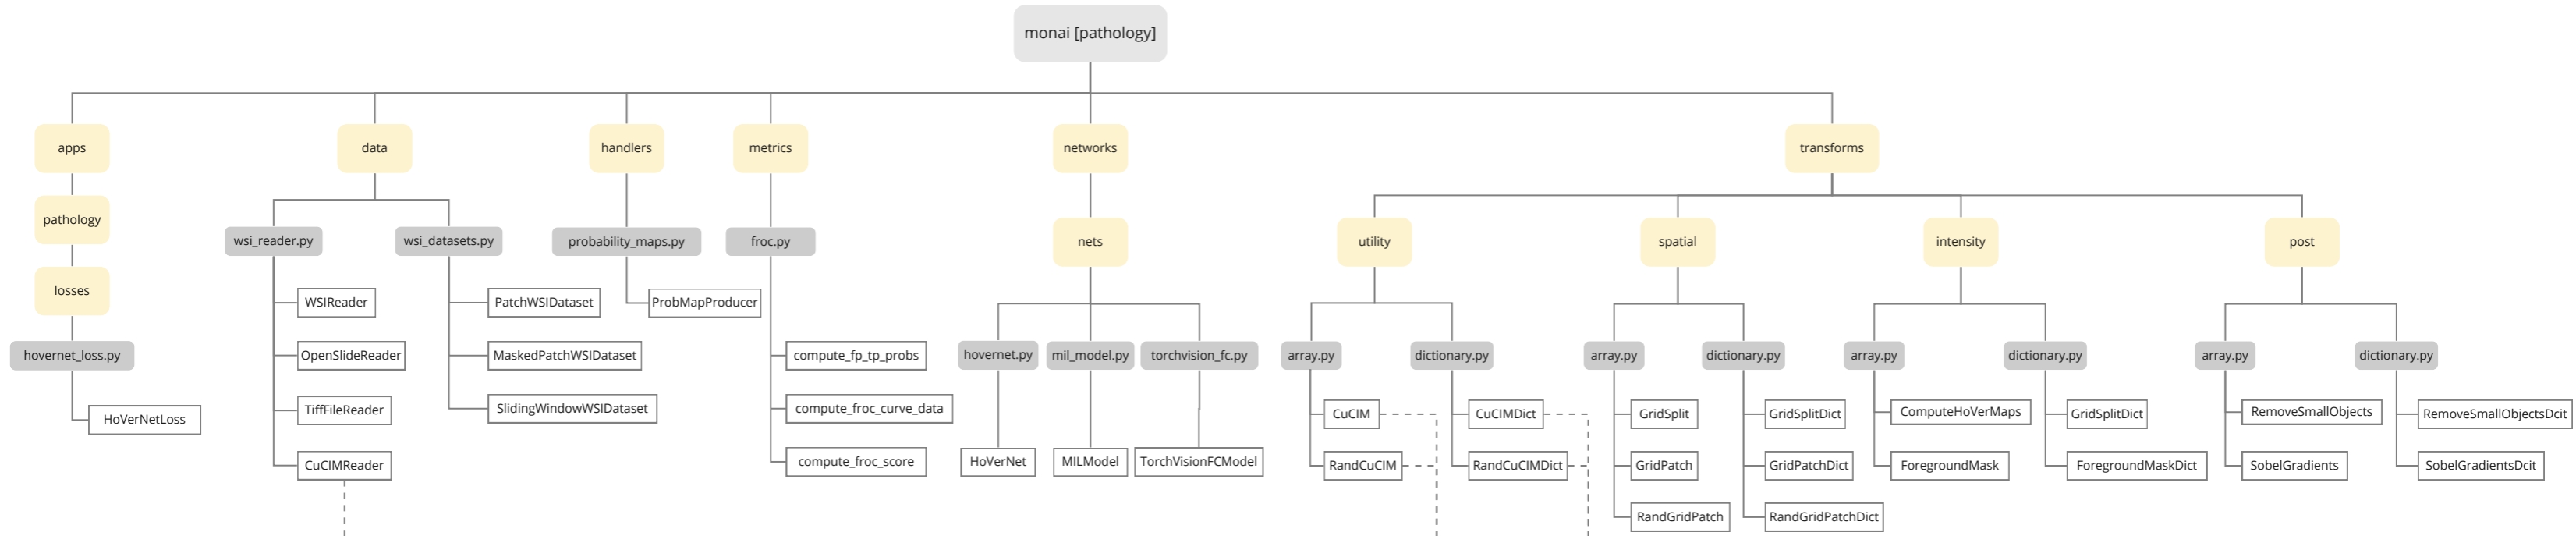 monai [pathology]
apps
data
handlers
metrics
networks
transforms
pathology
losses
hovernet_loss.py
HoVerNetLoss
wsi_reader.py
WSIReader
OpenSlideReader
TiffFileReader
CuCIMReader
wsi_datasets.py
PatchWSIDataset
MaskedPatchWSIDataset
SlidingWindowWSIDataset
probability_maps.py
ProbMapProducer
froc.py
compute_fp_tp_probs
compute_froc_curve_data
compute_froc_score
nets
hovernet.py
mil_model.py
torchvision_fc.py
HoVerNet
MILModel
TorchVisionFCModel
utility
array.py
CuCIM
RandCuCIM
dictionary.py
CuCIMDict
RandCuCIMDict
spatial
array.py
GridSplit
GridPatch
RandGridPatch
dictionary.py
GridSplitDict
GridPatchDict
RandGridPatchDict
intensity
array.py
ComputeHoVerMaps
ForegroundMask
dictionary.py
GridSplitDict
ForegroundMaskDict
post
array.py
RemoveSmallObjects
SobelGradients
dictionary.py
RemoveSmallObjectsDcit
SobelGradientsDcit